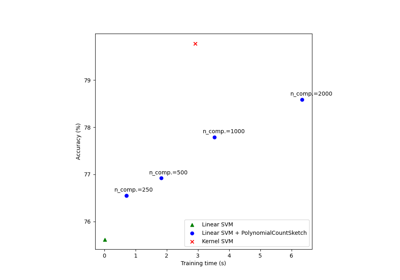 79
78
77
76
Accuracy (%)
n_comp.=2000
n_comp.=1000
n_comp.=500
n_comp.=250
Linear SVM
Linear SVM + PolynomialCountSketch
Kernel SVM
0 1 2 3 4 5 6
Training time (s)